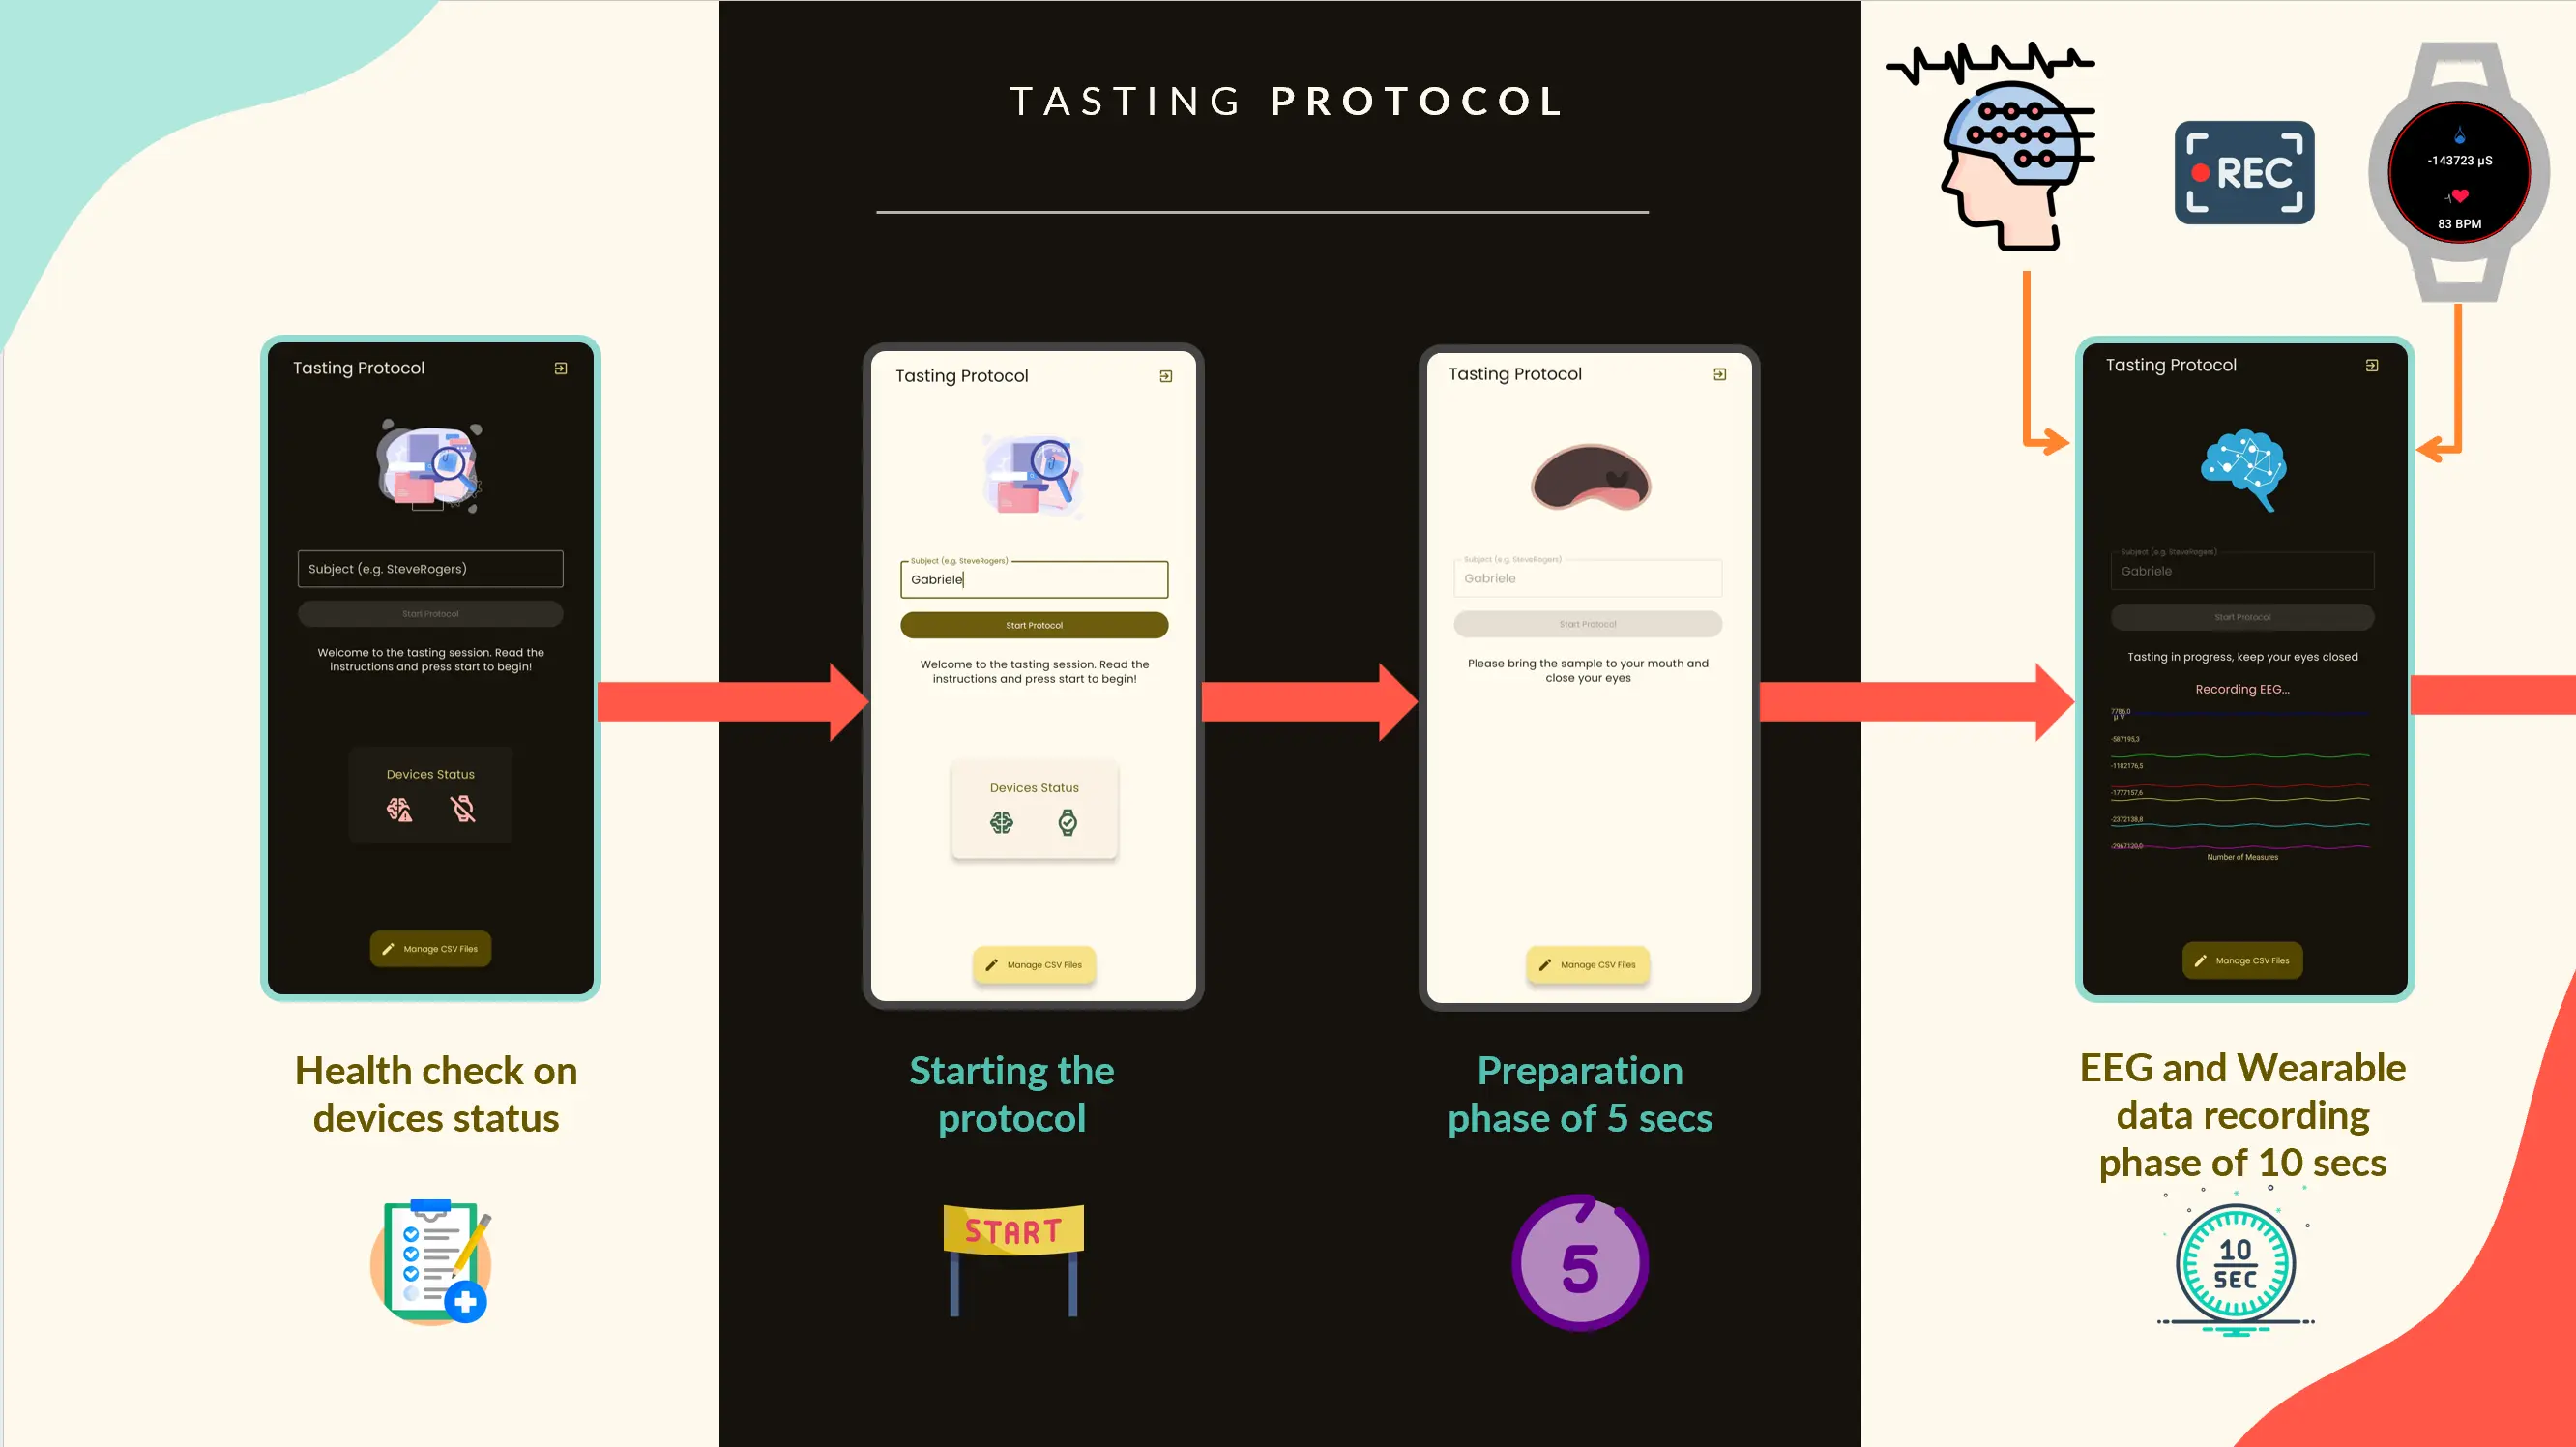 TASTING PROTOCOL
REC
-143723 µS
83 BPM
Tasting Protocol
Subject (e.g. SteveRogers)
Start Protocol
Welcome to the tasting session. Read the
instructions and press start to begin!
Devices Status
Manage CSV Files
Health check on
devices status
Tasting Protocol
Subject (e.g. SteveRogers)
Gabriele
Start Protocol
Welcome to the tasting session. Read the
instructions and press start to begin!
Devices Status
Manage CSV Files
Starting the
protocol
START
Tasting Protocol
Subject (e.g. SteveRogers)
Gabriele
Start Protocol
Please bring the sample to your mouth and
close your eyes
Manage CSV Files
Preparation
phase of 5 secs
5
Tasting Protocol
Subject (e.g. SteveRogers)
Gabriele
Start Protocol
Tasting in progress, keep your eyes closed
Recording EEG...
7786,0
µV
-587195,3
-1182176,5
-1777157,6
-2372138,8
-2967120,0
Number of Measures
Manage CSV Files
EEG and Wearable
data recording
phase of 10 secs
10
SEC